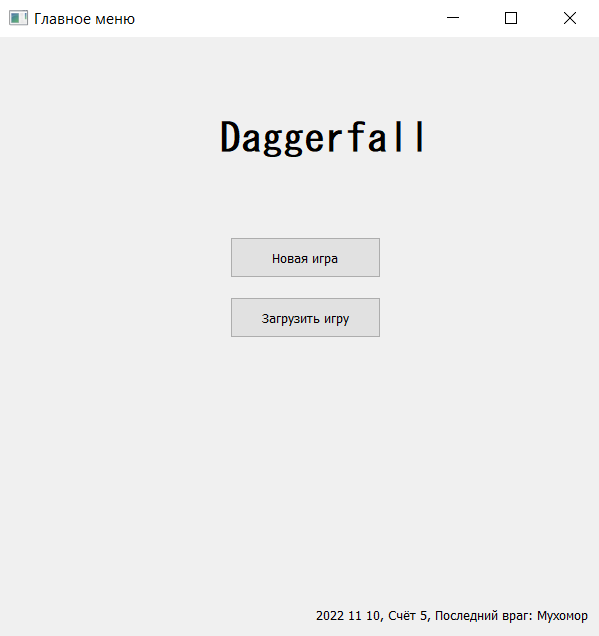 Главное меню
Daggerfall
Новая игра
Загрузить игру
2022 11 10, Счёт 5, Последний враг: Мухомор